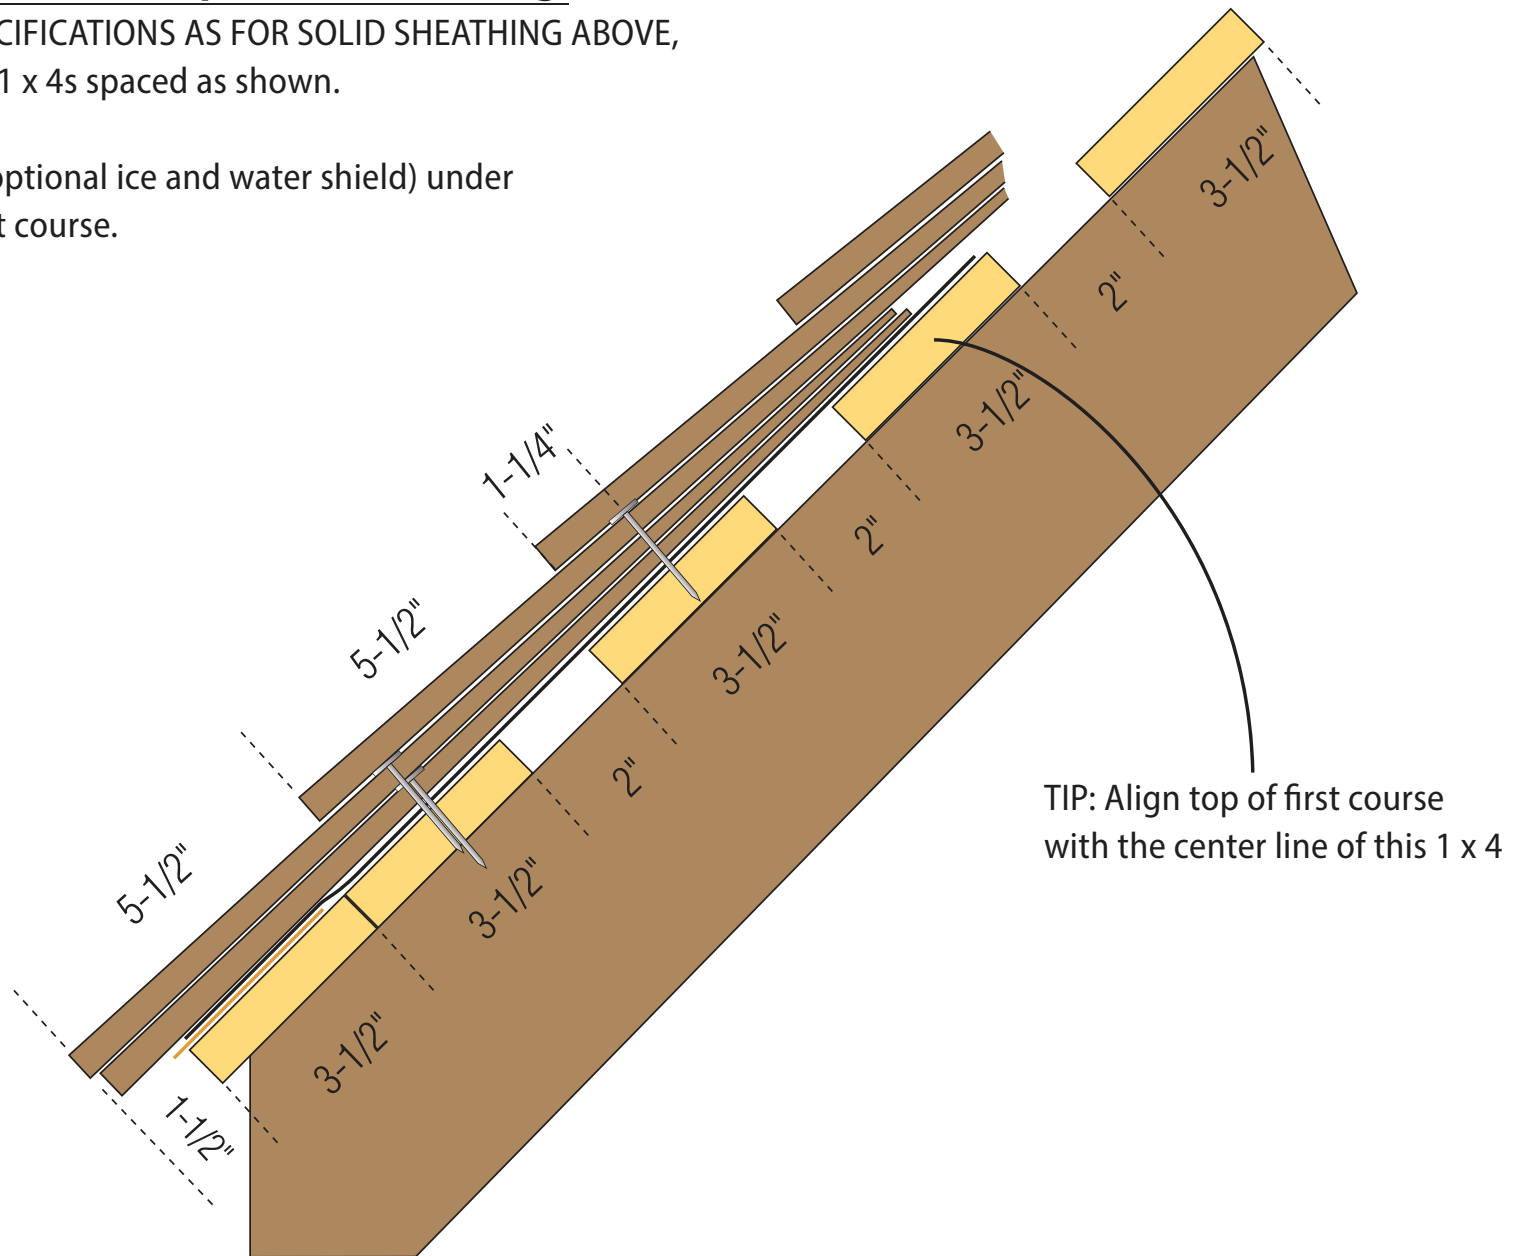 CIFICATIONS AS FOR SOLID SHEATHING ABOVE,
1 x 4s spaced as shown.
optional ice and water shield) under
t course.
3-1/2"
2"
3-1/2"
1-1/4"
2"
5-1/2"
3-1/2"
2"
5-1/2"
3-1/2"
3-1/2"
1-1/2"
TIP: Align top of first course
with the center line of this 1 x 4